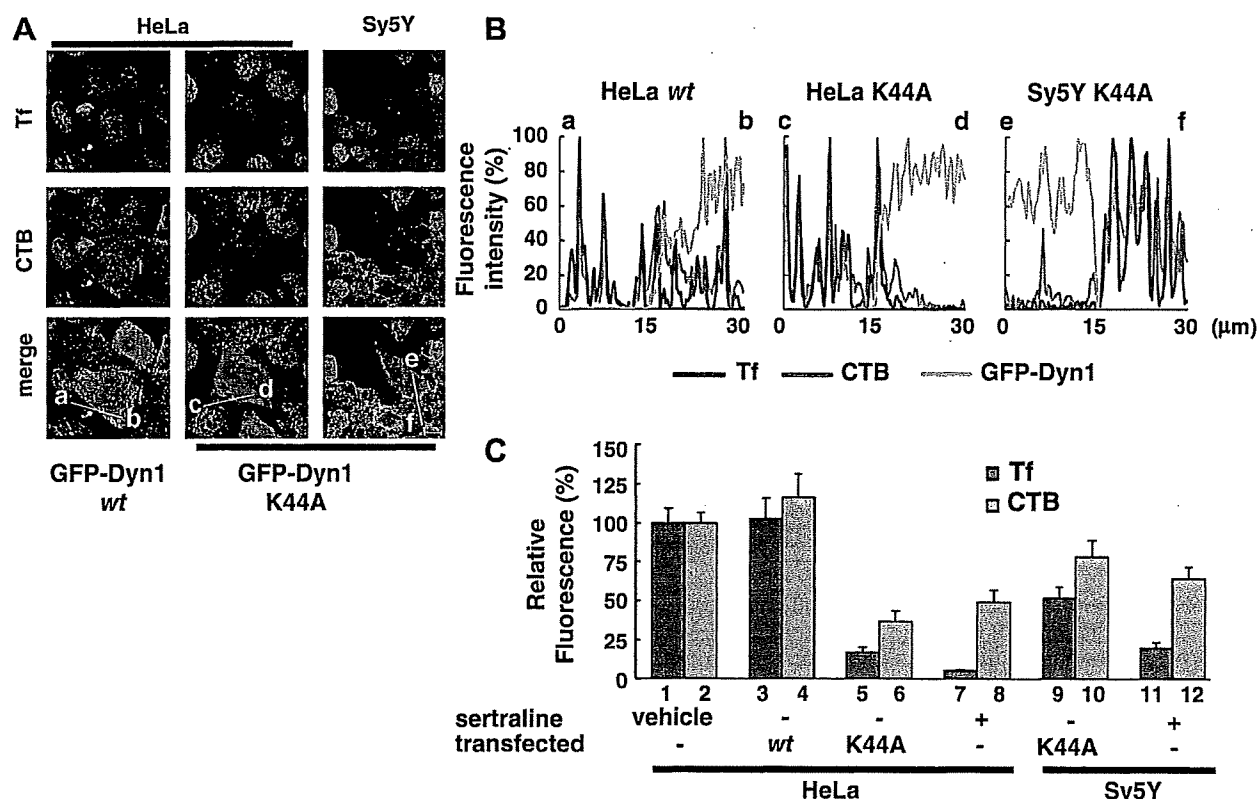 A
HeLa
Sy5Y
Tf
CTB
merge
a
b
c
d
e
f
GFP-Dyn1
wt
GFP-Dyn1
K44A
B
HeLa wt
HeLa K44A
Sy5Y K44A
a b c d e f
Fluorescence
intensity (%)
100
80
60
40
20
0
0 15 30 0 15 30 0 15 30 (µm)
Tf CTB GFP-Dyn1
C
Relative
Fluorescence (%)
150
125
100
75
50
25
0
Tf
CTB
1 2 3 4 5 6 7 8 9 10 11 12
sertraline vehicle - - + - +
transfected - wt K44A - K44A -
HeLa Sy5Y